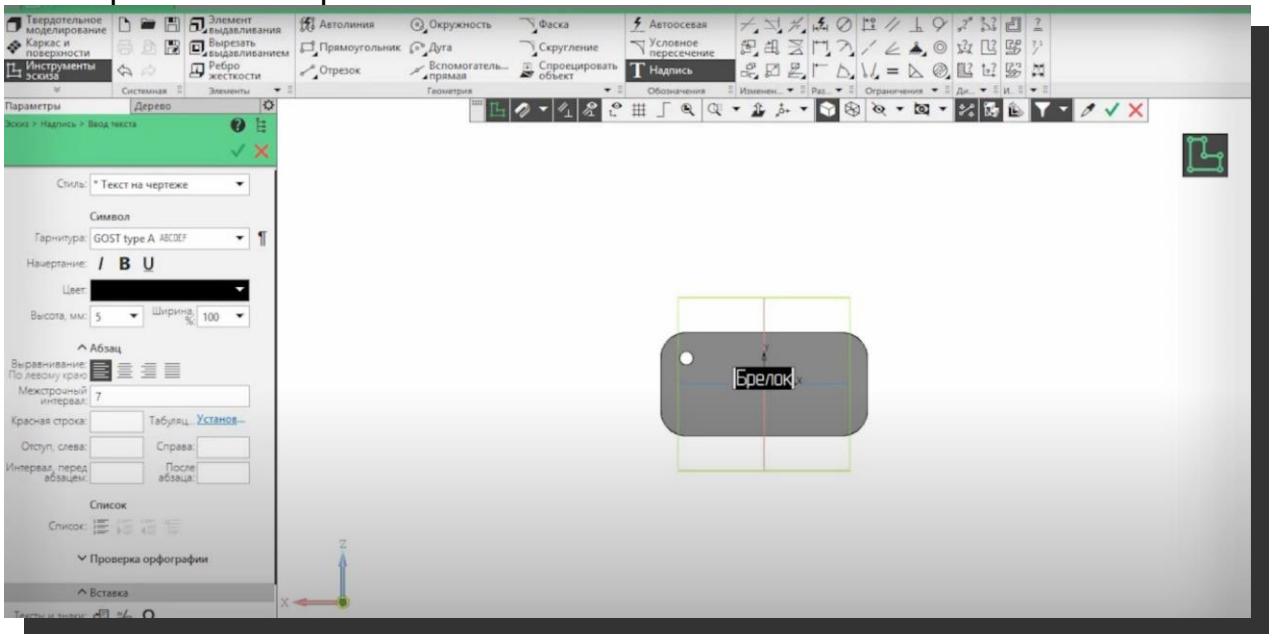 Твердотельное моделирование
Каркас и поверхности
Инструменты эскиза
Системная
Элемент выдавливания
Вырезать выдавливанием
Ребро жесткости
Элементы
Автолиния
Окружность
Фаска
Прямоугольник
Дуга
Скругление
Отрезок
Вспомогатель... прямая
Спроецировать объект
Геометрия
Автоосевая
Условное пересечение
Надпись
Обозначения
Изменен...
Раз...
Ограничения
Ди...
И...
Параметры
Дерево
Эскиз > Надпись > Ввод текста
Стиль: * Текст на чертеже
Символ
Гарнитура: GOST type A ABCDEF
Начертание: I B U
Цвет
Высота, мм: 5 Ширина, %: 100
Абзац
Выравнивание: По левому краю
Межстрочный интервал: 7
Красная строка: Табуляц... Установ...
Отступ, слева: Справа:
Интервал, перед абзацем: После абзаца:
Список
Список:
Проверка орфографии
Вставка
Тексты и знаки:
Брелок
y
x
Z
X